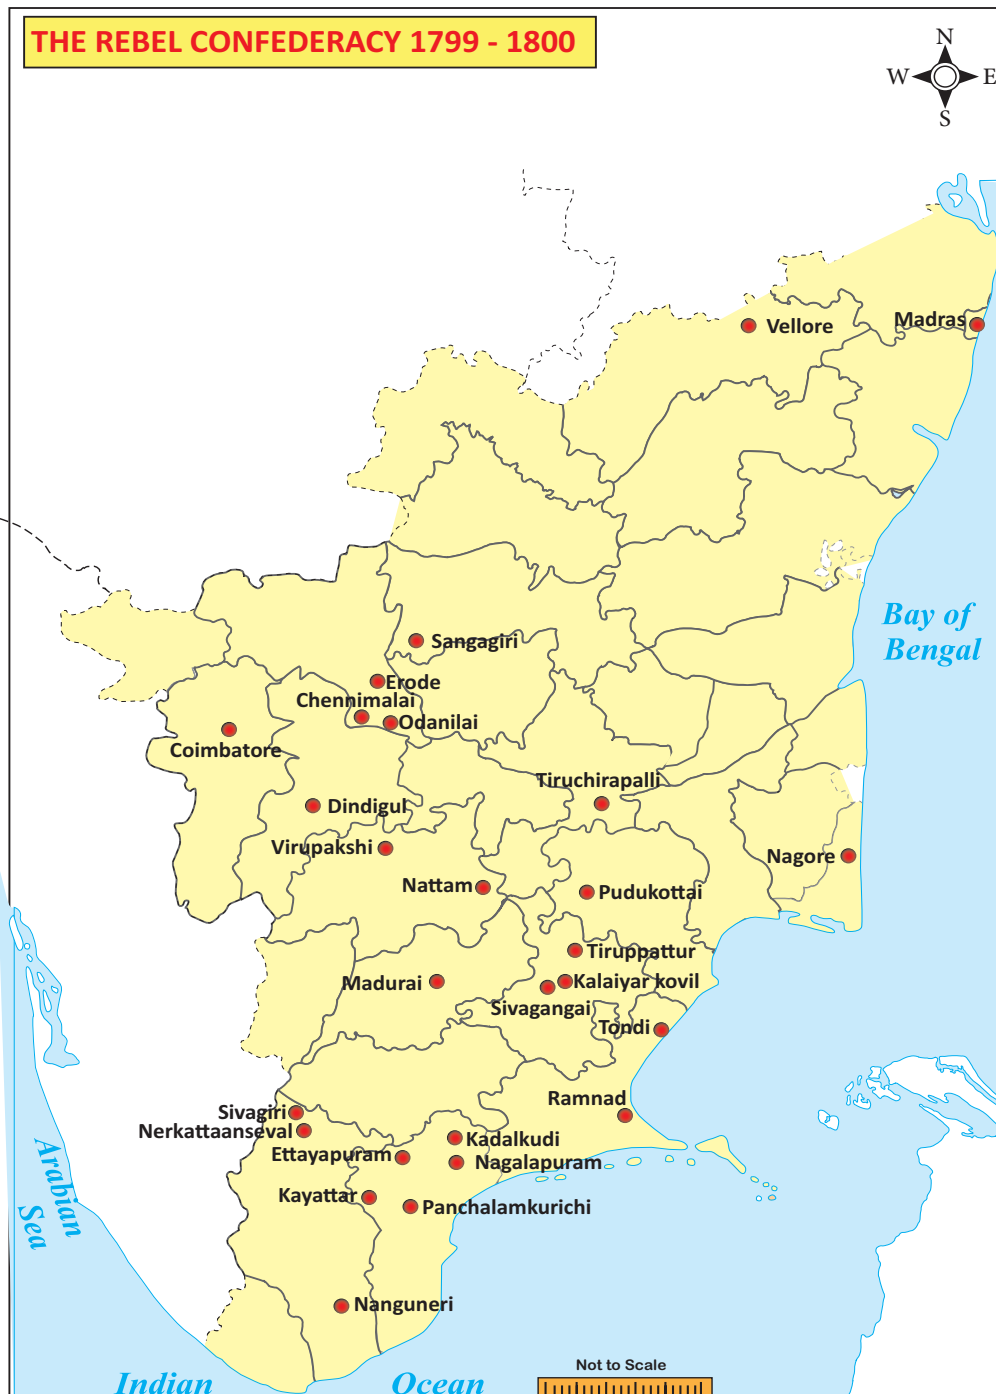 THE REBEL CONFEDERACY 1799 - 1800
N
W
E
S
Vellore
Madras
Bay of
Bengal
Sangagiri
Erode
Chennimalai
Odanilai
Coimbatore
Tiruchirapalli
Dindigul
Virupakshi
Nagore
Nattam
Pudukottai
Tiruppattur
Madurai
Kalaiyar kovil
Sivagangai
Tondi
Ramnad
Sivagiri
Nerkattaanseval
Kadalkudi
Ettayapuram
Nagalapuram
Kayattar
Panchalamkurichi
Arabian
Sea
Nanguneri
Not to Scale
Indian
Ocean